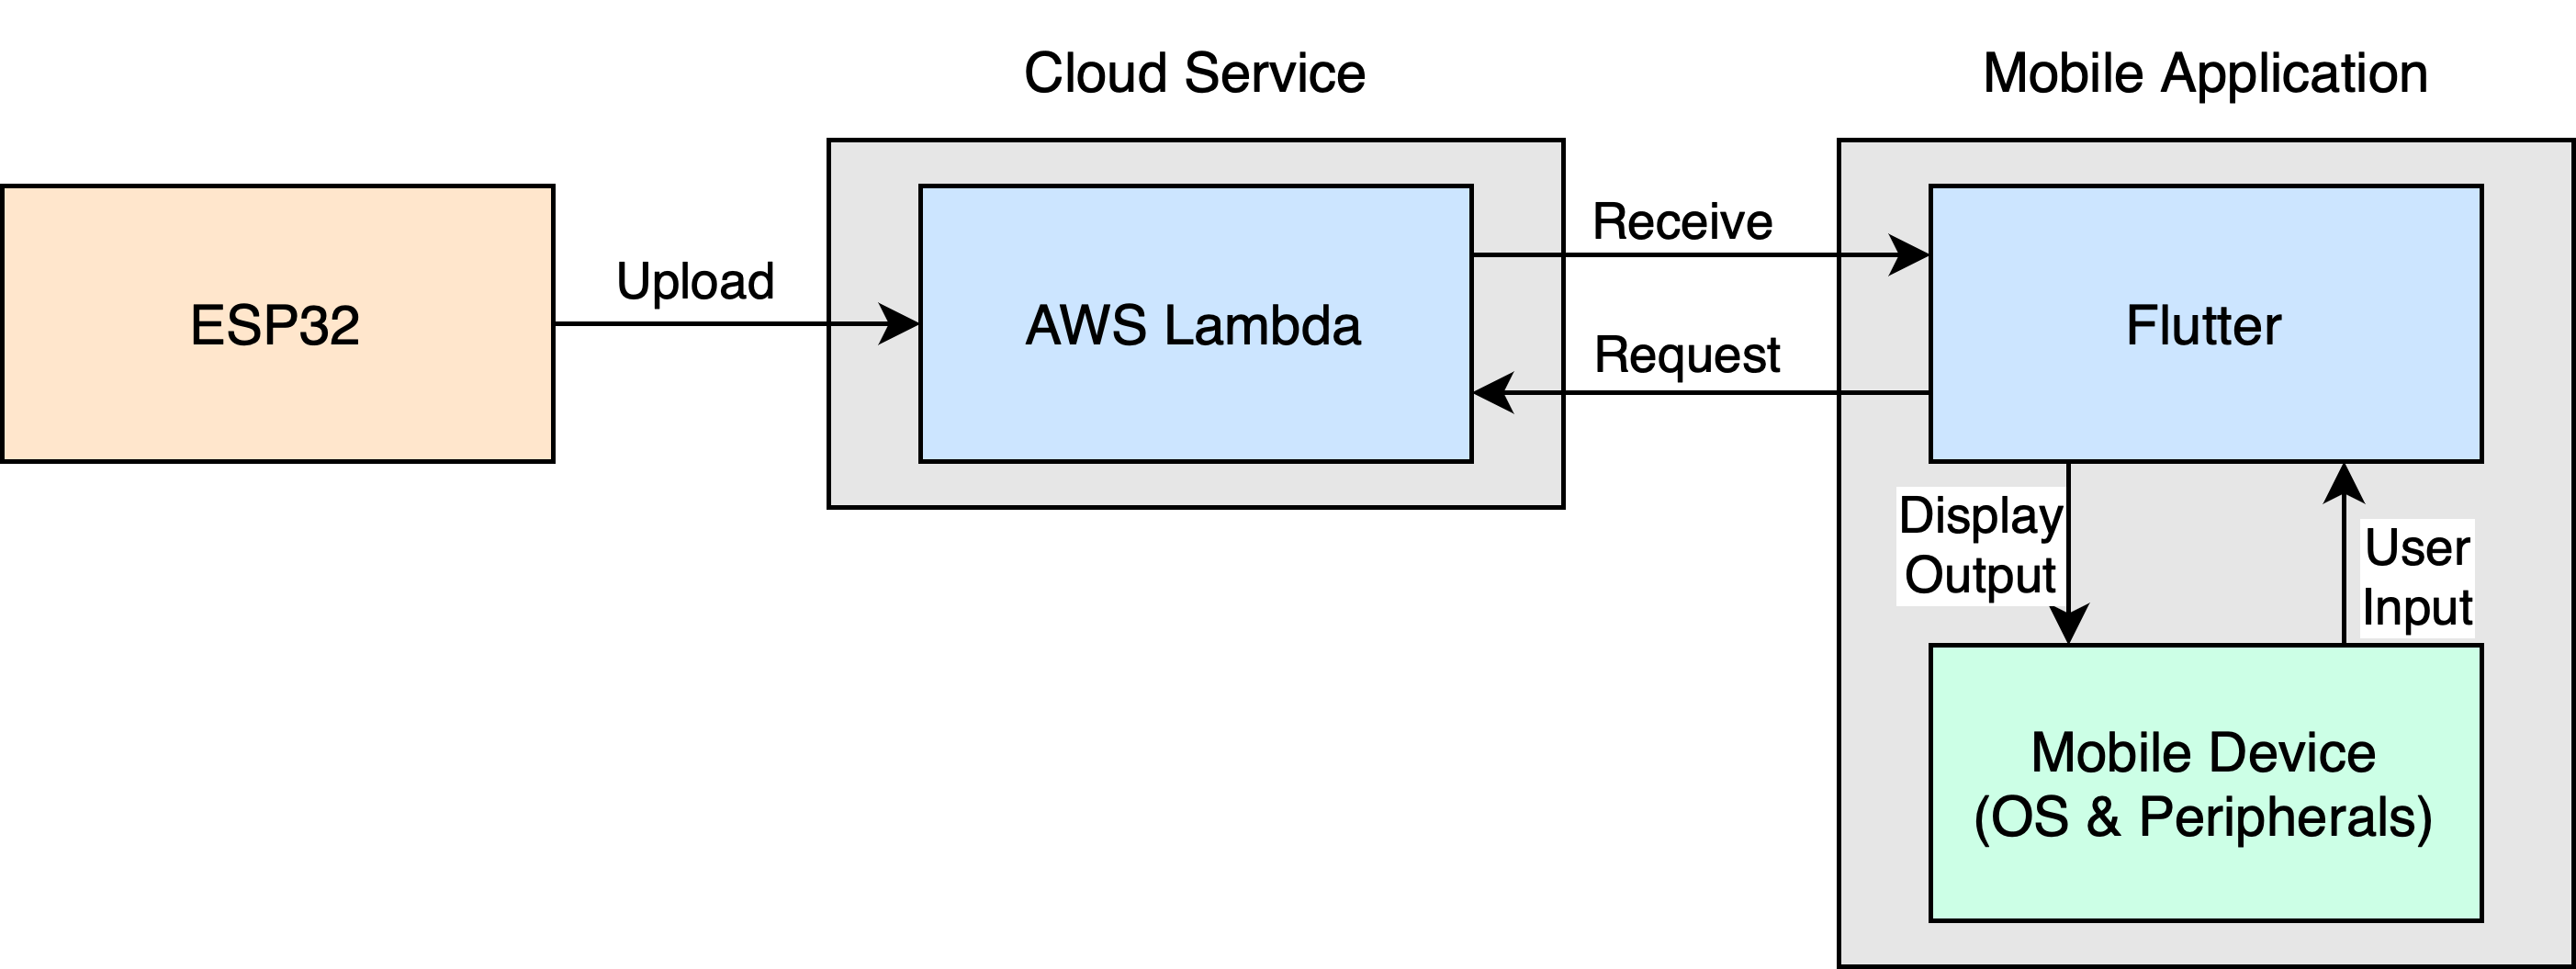 Cloud Service
Mobile Application
ESP32
Upload
AWS Lambda
Receive
Request
Flutter
Display
Output
User
Input
Mobile Device
(OS & Peripherals)